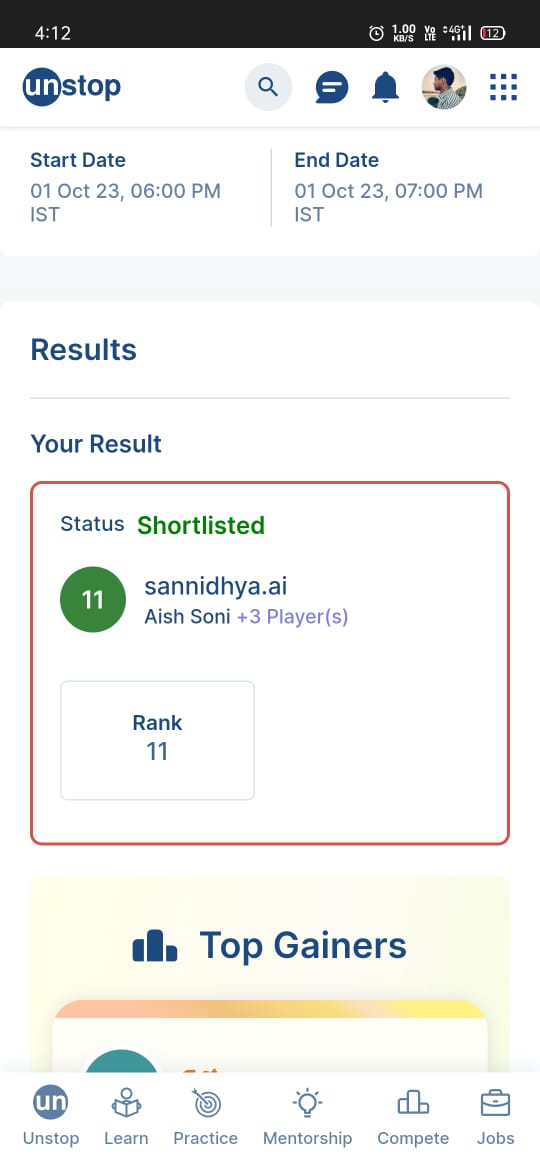 4:12
1.00 KB/S Vo LTE 4G+ 12
unstop
Start Date
01 Oct 23, 06:00 PM IST
End Date
01 Oct 23, 07:00 PM IST
Results
Your Result
Status Shortlisted
11
sannidhya.ai
Aish Soni +3 Player(s)
Rank
11
Top Gainers
un
Unstop
Learn
Practice
Mentorship
Compete
Jobs